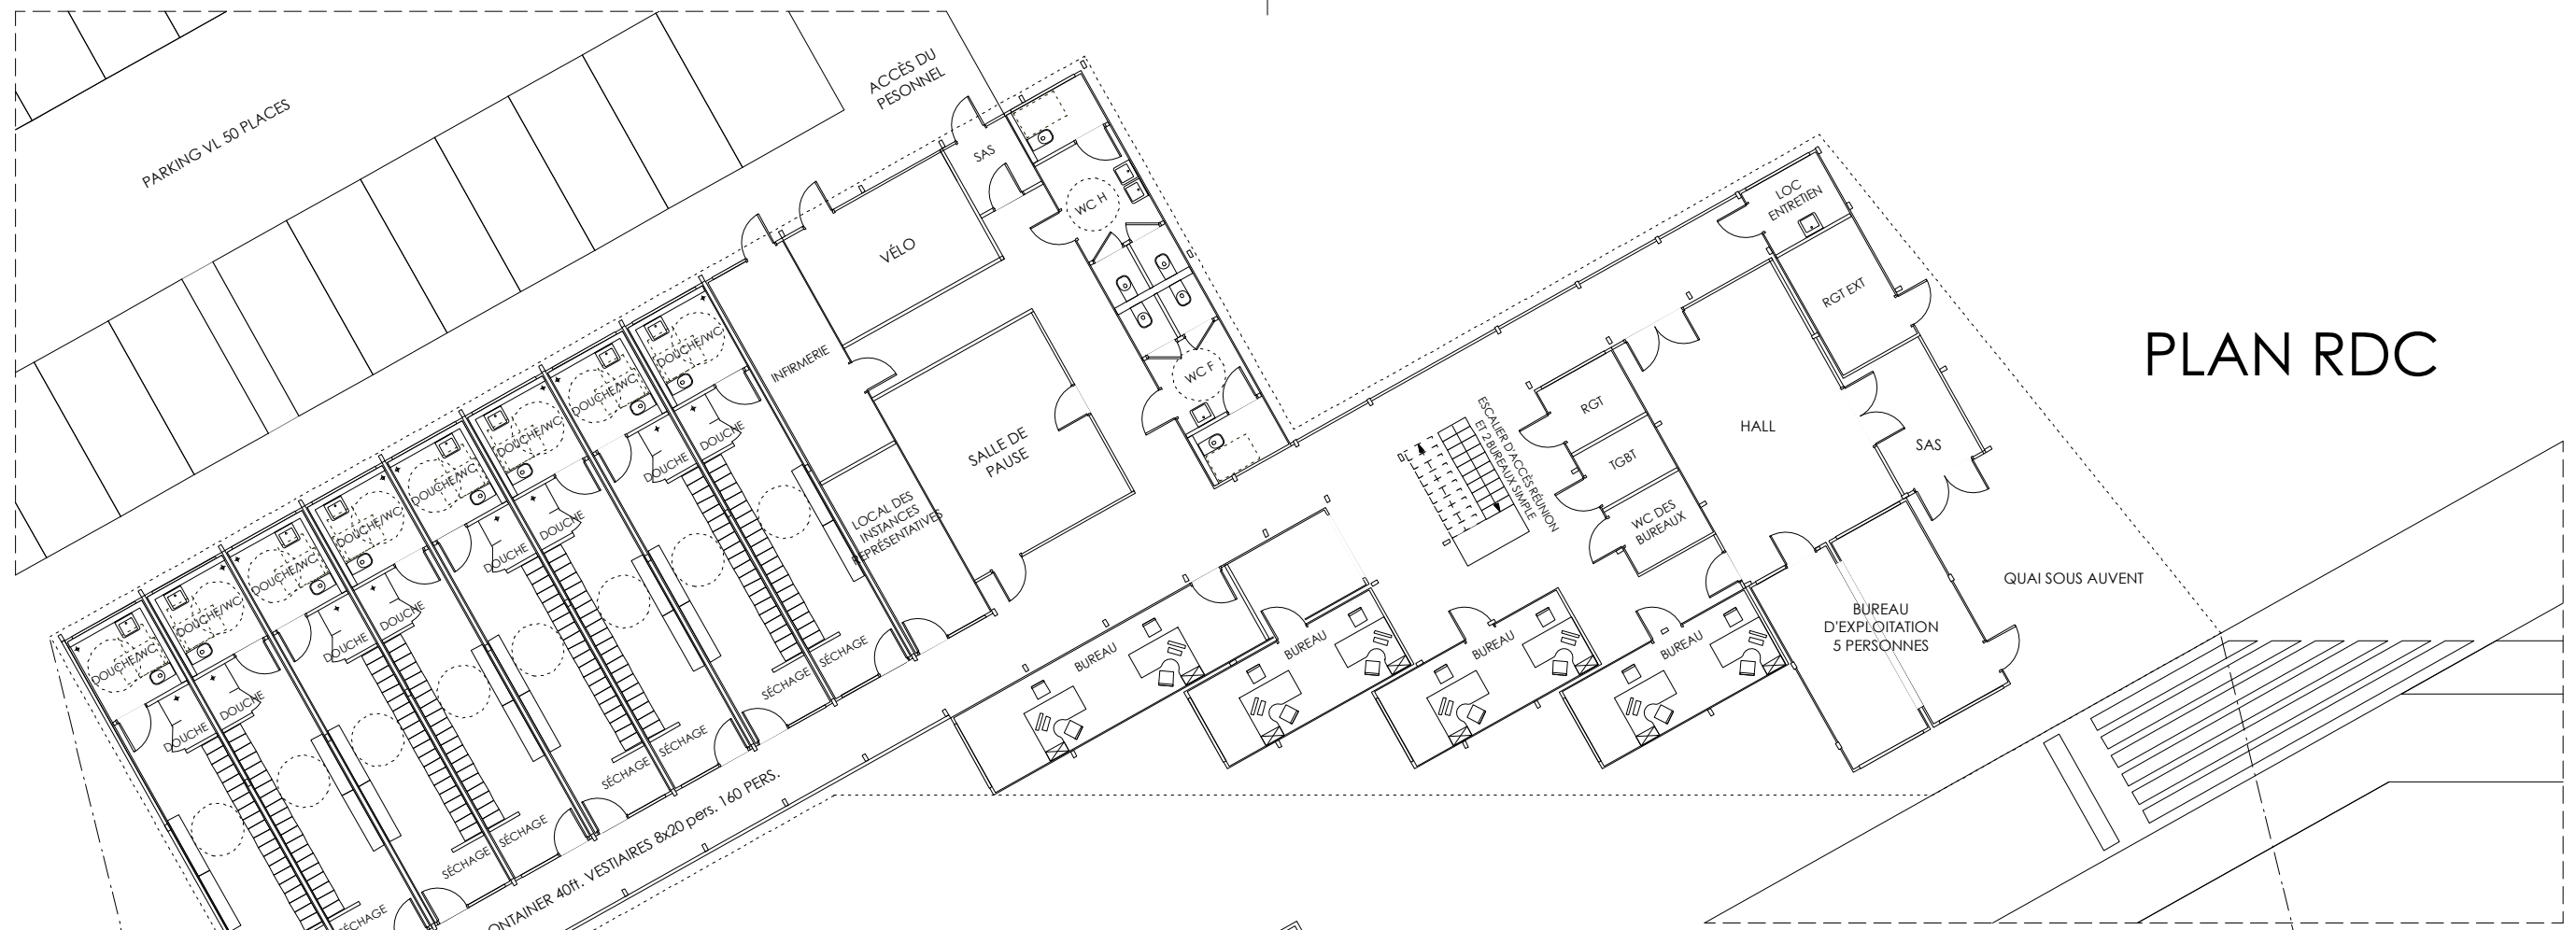 PARKING VL 50 PLACES
ACCÈS DU
PESONNEL
SAS
WC H
VÉLO
LOC
ENTRETIEN
RGT EXT
PLAN RDC
INFIRMERIE
WC F
SALLE DE
PAUSE
LOCAL DES
INSTANCES
REPRÉSENTATIVES
ESCALIER D'ACCÈS RÉUNION
ET 2 BUREAUX SIMPLE
RGT
TGBT
WC DES
BUREAUX
HALL
SAS
QUAI SOUS AUVENT
BUREAU
D'EXPLOITATION
5 PERSONNES
BUREAU
BUREAU
BUREAU
BUREAU
DOUCHE/WC
DOUCHE/WC
DOUCHE/WC
DOUCHE/WC
DOUCHE/WC
DOUCHE/WC
DOUCHE/WC
DOUCHE/WC
DOUCHE
DOUCHE
DOUCHE
DOUCHE
DOUCHE
DOUCHE
DOUCHE
DOUCHE
SÉCHAGE
SÉCHAGE
SÉCHAGE
SÉCHAGE
SÉCHAGE
SÉCHAGE
SÉCHAGE
ONTAINER 40ft. VESTIAIRES 8x20 pers. 160 PERS.